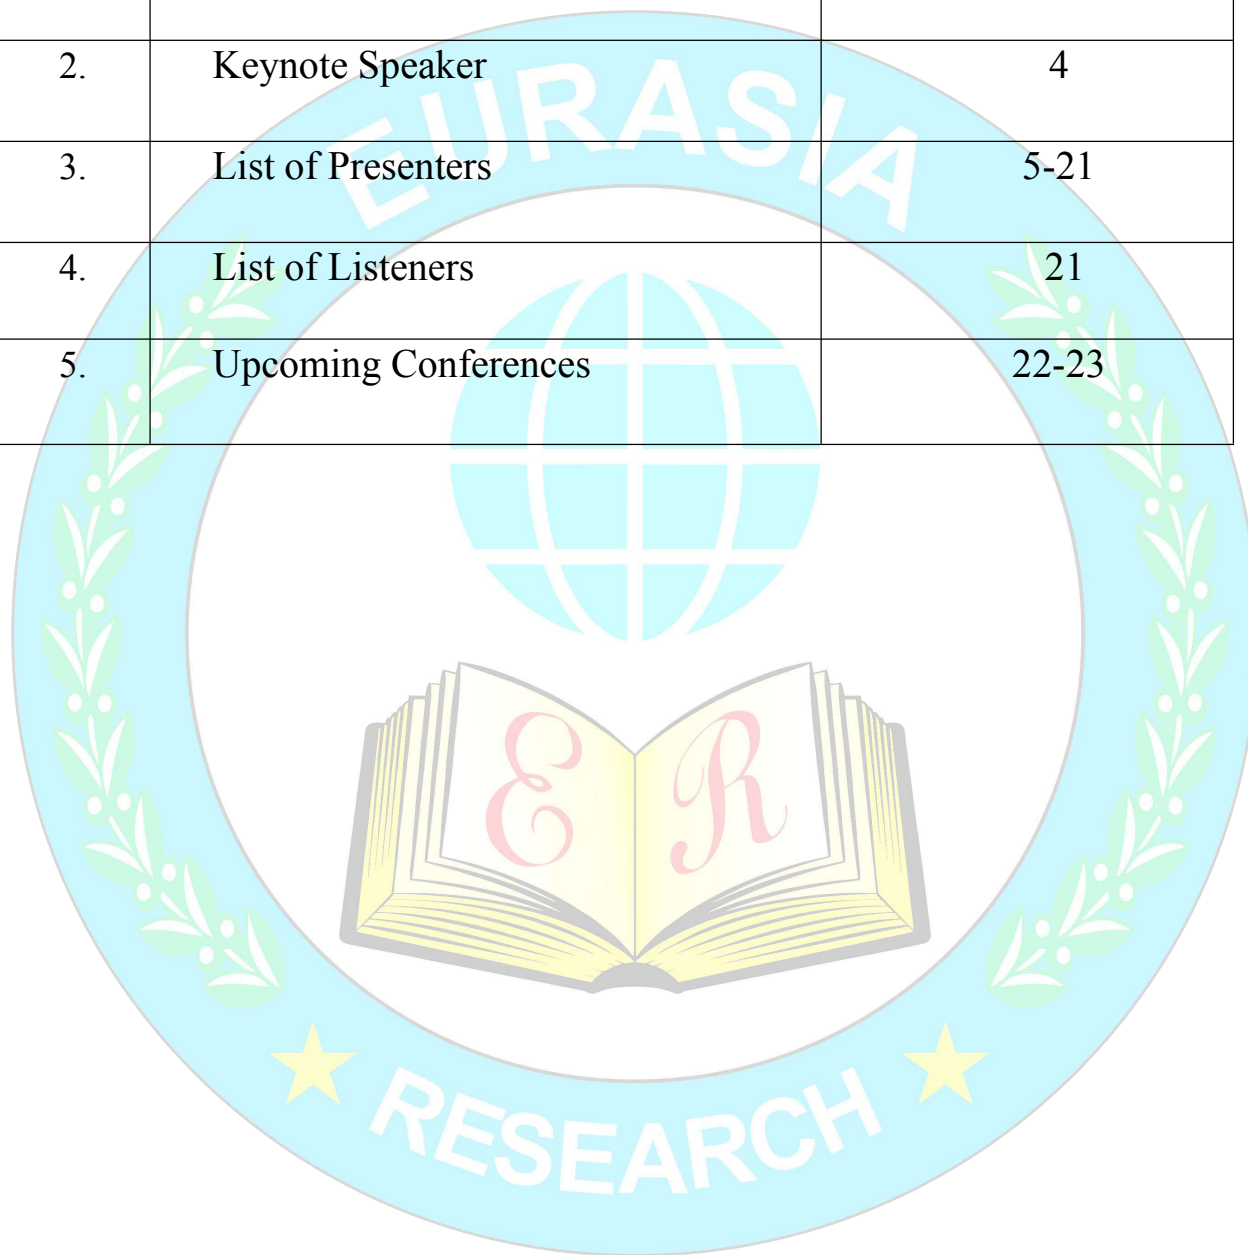 2. Keynote Speaker 4
3. List of Presenters 5-21
4. List of Listeners 21
5. Upcoming Conferences 22-23
EURASIA
E R
RESEARCH